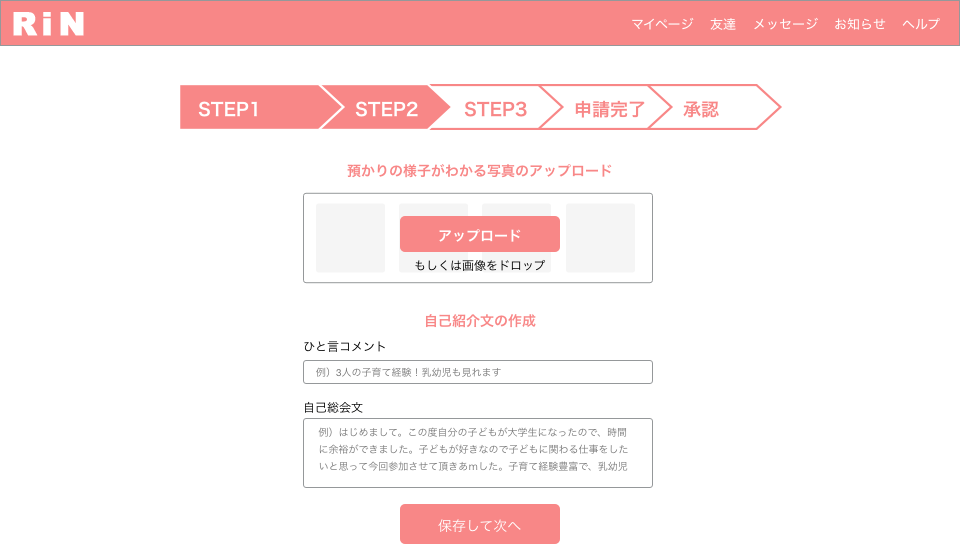 RiN
マイページ 友達 メッセージ お知らせ ヘルプ
STEP1 STEP2 STEP3 申請完了 承認
預かりの様子がわかる写真のアップロード
アップロード
もしくは画像をドロップ
自己紹介文の作成
ひと言コメント
例）3人の子育て経験！乳幼児も見れます
自己総会文
例）はじめまして。この度自分の子どもが大学生になったので、時間
に余裕ができました。子どもが好きなので子どもに関わる仕事をした
いと思って今回参加させて頂きあmした。子育て経験豊富で、乳幼児
保存して次へ